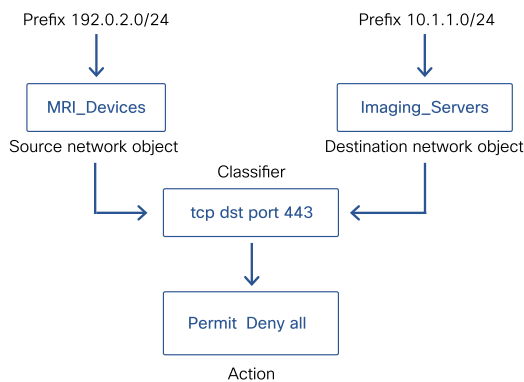 Prefix 192.0.2.0/24
Prefix 10.1.1.0/24
MRI_Devices
Imaging_Servers
Source network object
Destination network object
Classifier
tcp dst port 443
Permit Deny all
Action